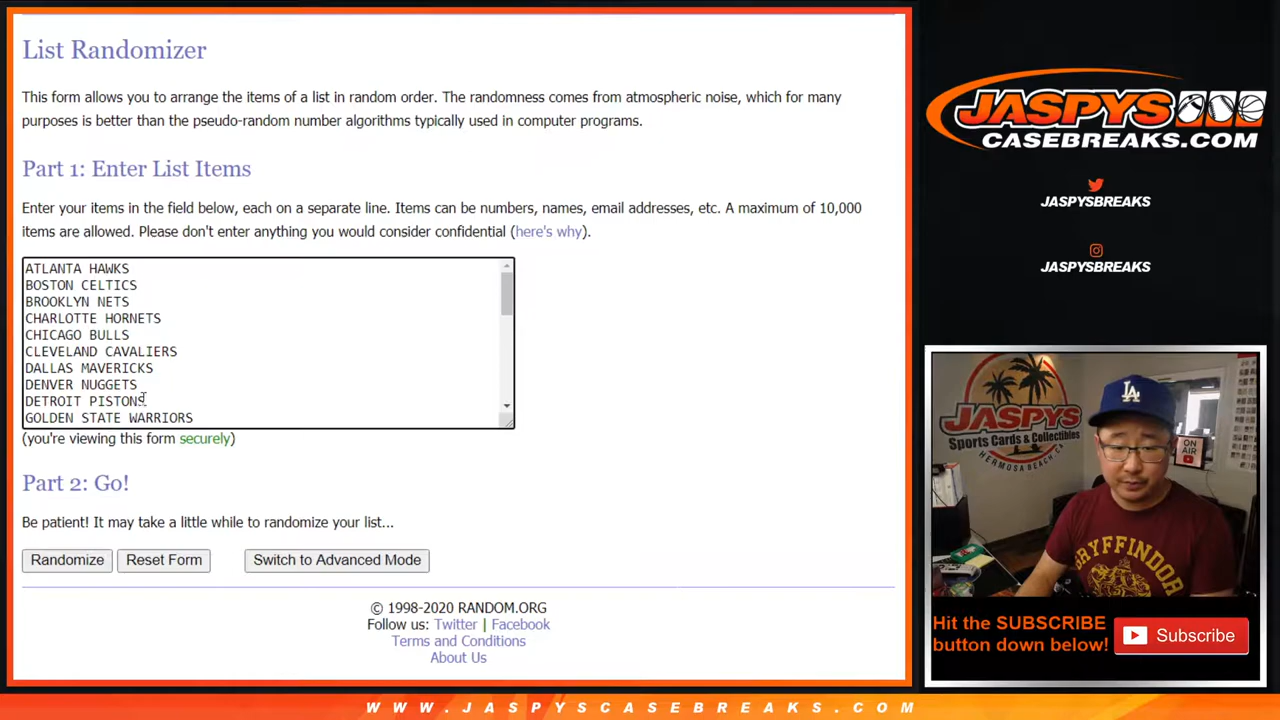 List Randomizer
This form allows you to arrange the items of a list in random order. The randomness comes from atmospheric noise, which for many
purposes is better than the pseudo-random number algorithms typically used in computer programs.
Part 1: Enter List Items
Enter your items in the field below, each on a separate line. Items can be numbers, names, email addresses, etc. A maximum of 10,000
items are allowed. Please don't enter anything you would consider confidential (here's why).
ATLANTA HAWKS
BOSTON CELTICS
BROOKLYN NETS
CHARLOTTE HORNETS
CHICAGO BULLS
CLEVELAND CAVALIERS
DALLAS MAVERICKS
DENVER NUGGETS
DETROIT PISTONS
GOLDEN STATE WARRIORS
(you're viewing this form securely)
Part 2: Go!
Be patient! It may take a little while to randomize your list...
Randomize Reset Form Switch to Advanced Mode
© 1998-2020 RANDOM.ORG
Follow us: Twitter | Facebook
Terms and Conditions
About Us
JASPYS
CASEBREAKS.COM
JASPYSBREAKS
JASPYSBREAKS
JASPYS
Sports Cards & Collectibles
HERMOSA BEACH, CA
ON AIR
LA
GRYFFINDOR
Hit the SUBSCRIBE
button down below!
Subscribe
WWW.JASPYSCASEBREAKS.COM